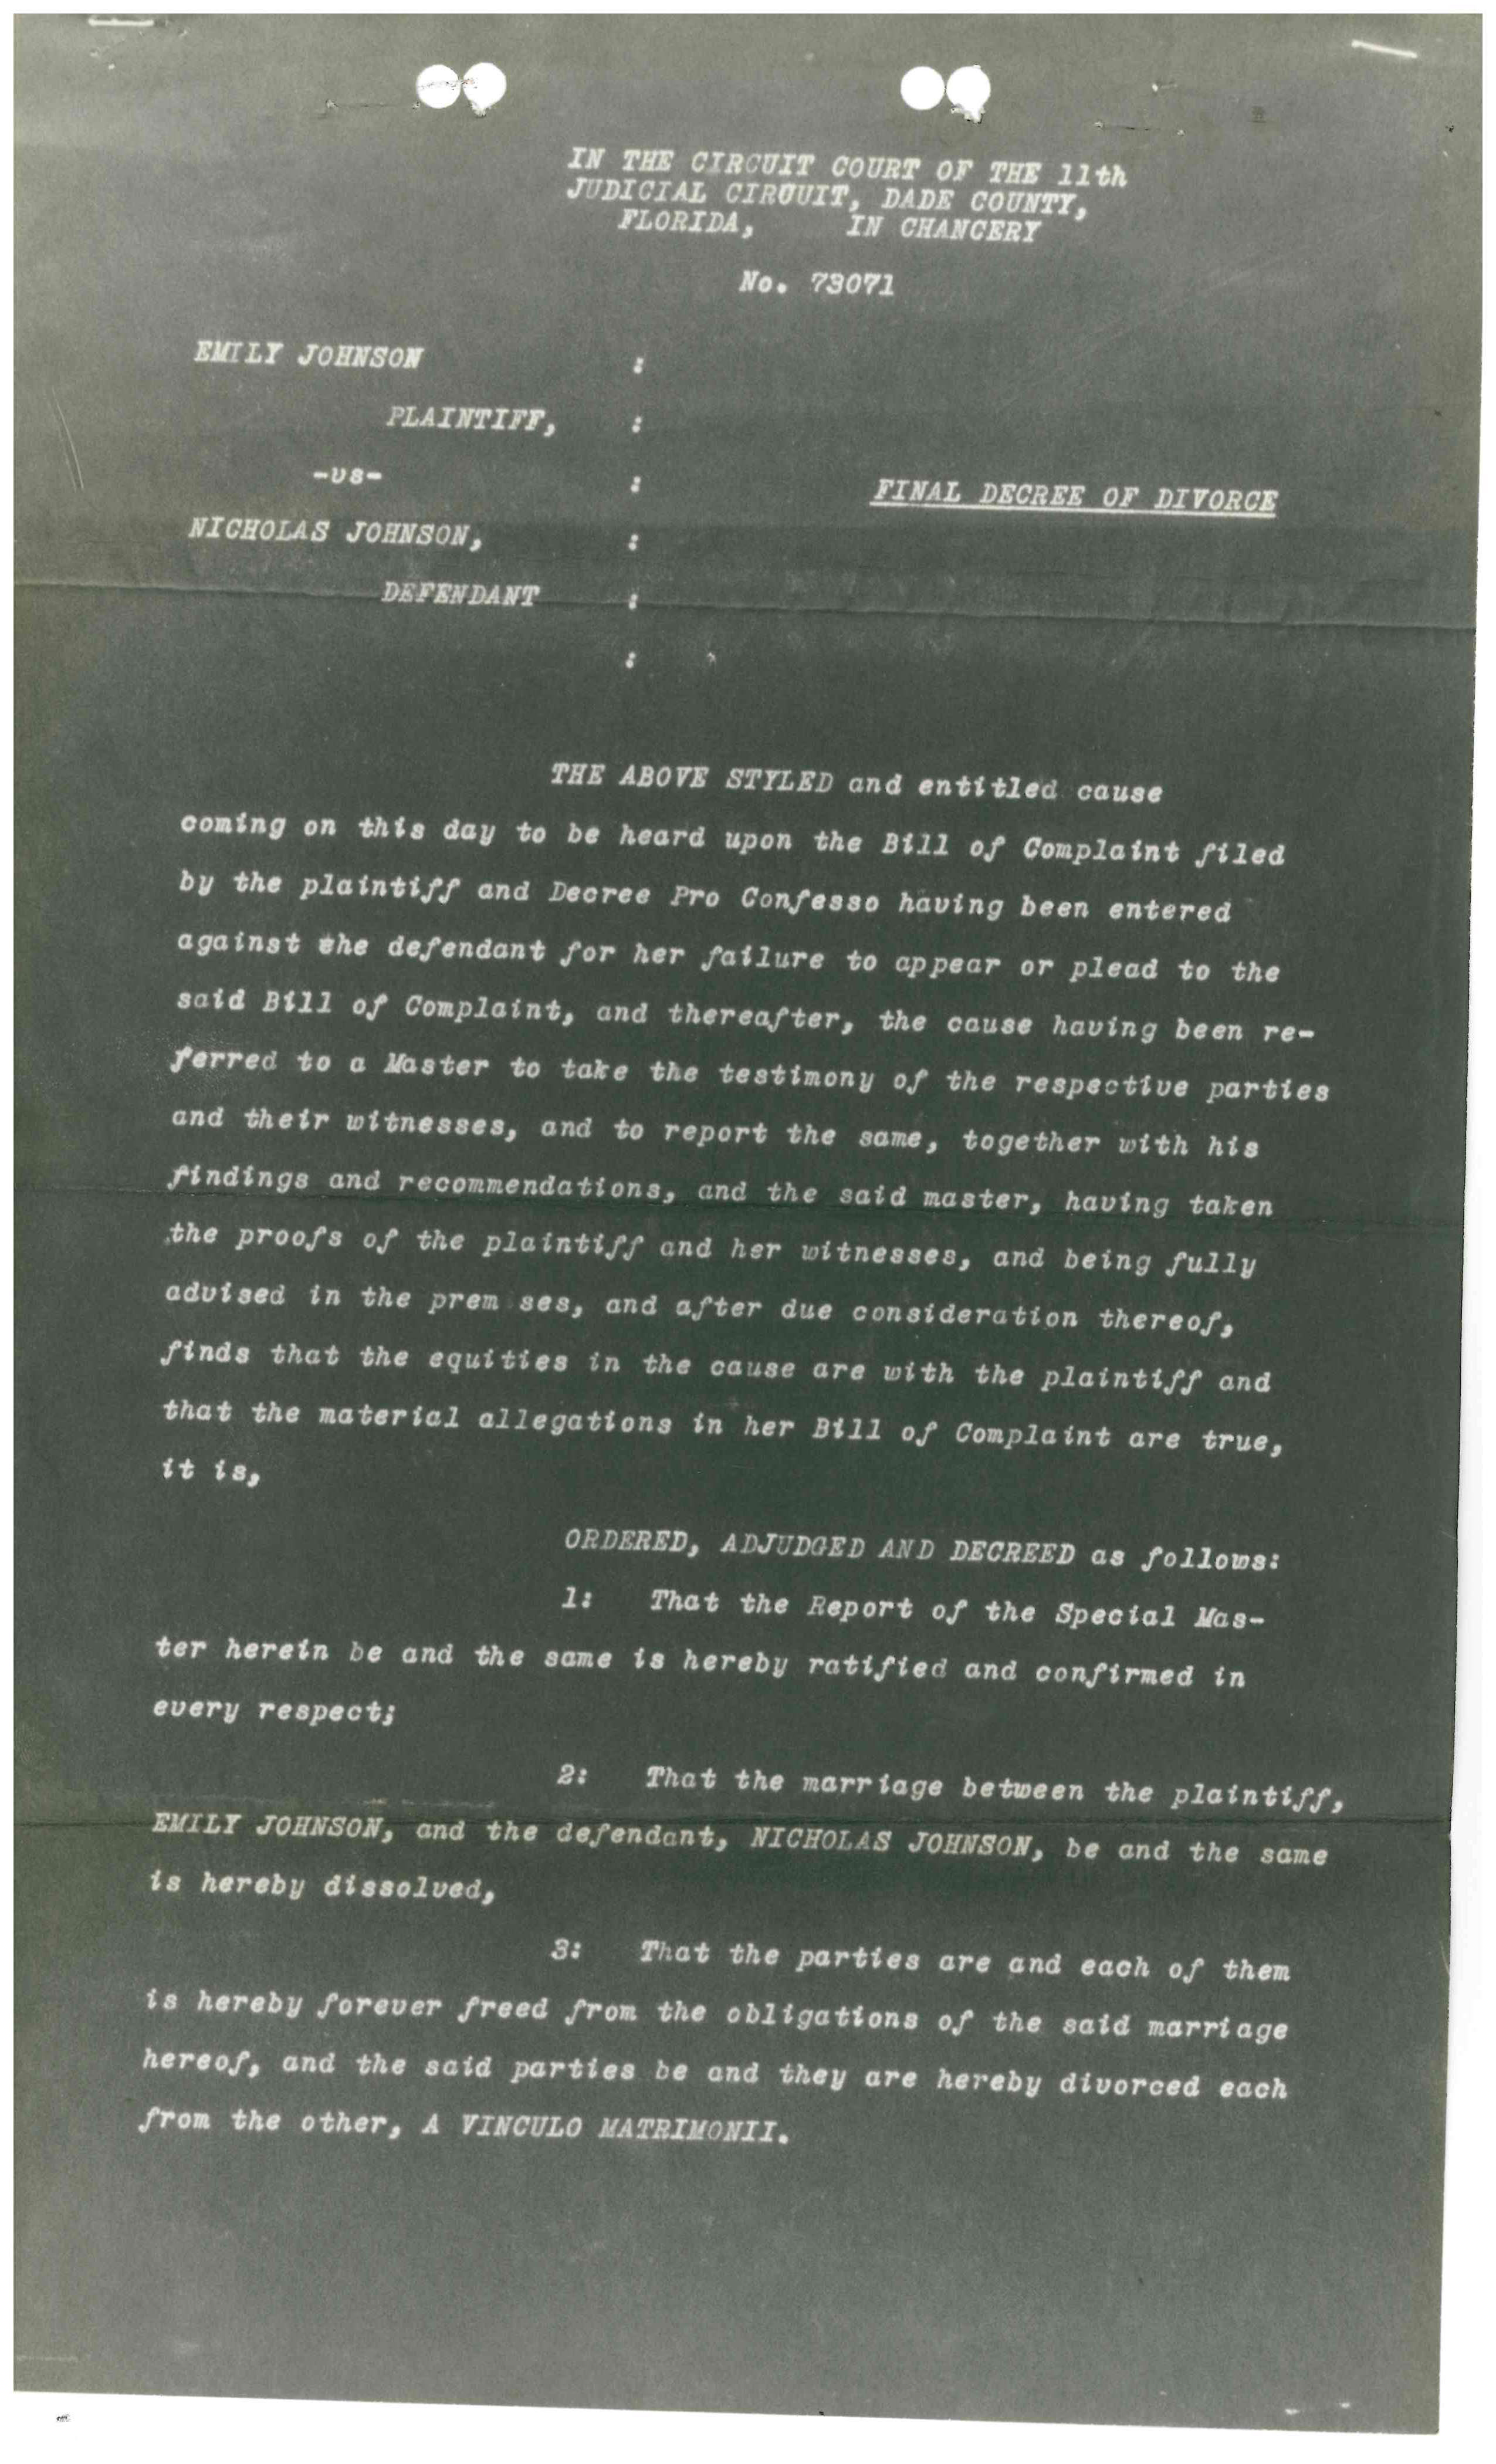 IN THE CIRCUIT COURT OF THE 11th
JUDICIAL CIRUUIT, DADE COUNTY,
FLORIDA, IN CHANCERY
No. 73071
EMILY JOHNSON :
PLAINTIFF, :
-vs- :
FINAL DECREE OF DIVORCE
NICHOLAS JOHNSON, :
DEFENDANT :
:
THE ABOVE STYLED and entitled cause
coming on this day to be heard upon the Bill of Complaint filed
by the plaintiff and Decree Pro Confesso having been entered
against the defendant for her failure to appear or plead to the
said Bill of Complaint, and thereafter, the cause having been re-
ferred to a Master to take the testimony of the respective parties
and their witnesses, and to report the same, together with his
findings and recommendations, and the said master, having taken
the proofs of the plaintiff and her witnesses, and being fully
advised in the prem ses, and after due consideration thereof,
finds that the equities in the cause are with the plaintiff and
that the material allegations in her Bill of Complaint are true,
it is,
ORDERED, ADJUDGED AND DECREED as follows:
1: That the Report of the Special Mas-
ter herein be and the same is hereby ratified and confirmed in
every respect;
2: That the marriage between the plaintiff,
EMILY JOHNSON, and the defendant, NICHOLAS JOHNSON, be and the same
is hereby dissolved,
3: That the parties are and each of them
is hereby forever freed from the obligations of the said marriage
hereof, and the said parties be and they are hereby divorced each
from the other, A VINCULO MATRIMONII.